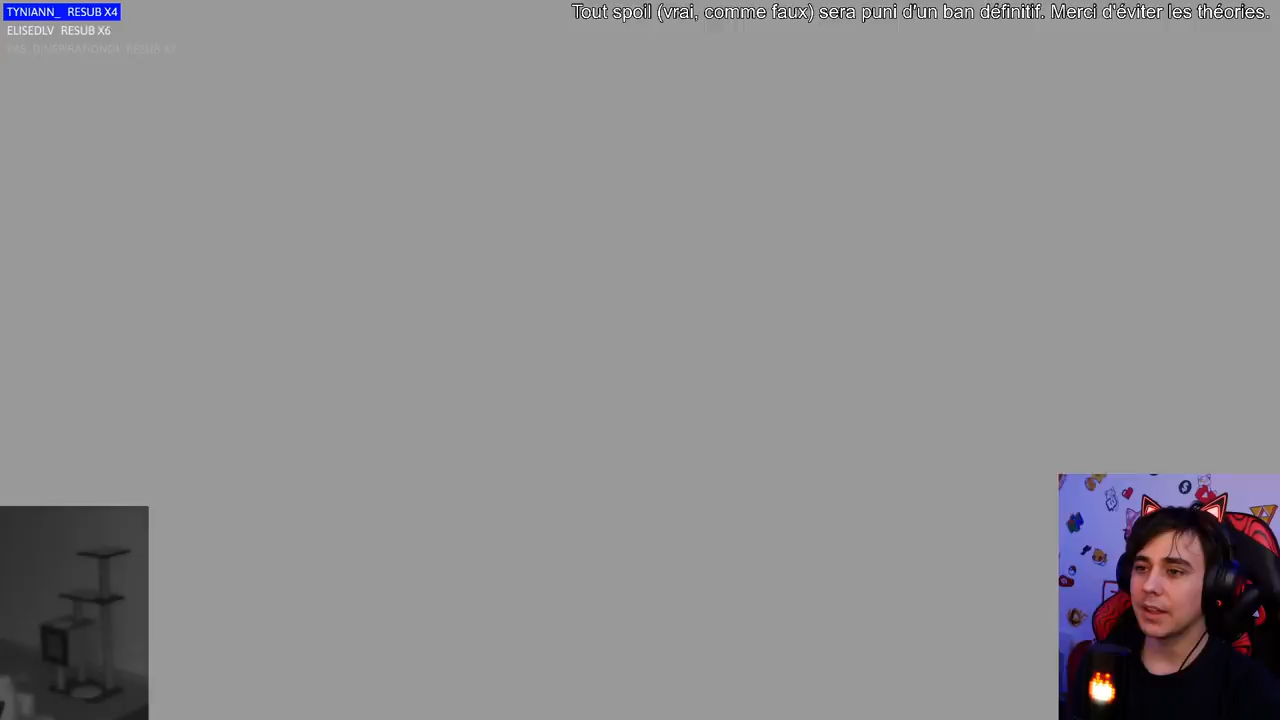 TYNIANN_ RESUB X4
Tout spoil (vrai, comme faux) sera puni d'un ban définitif. Merci d'éviter les théories.
ELISEDLV RESUB X6